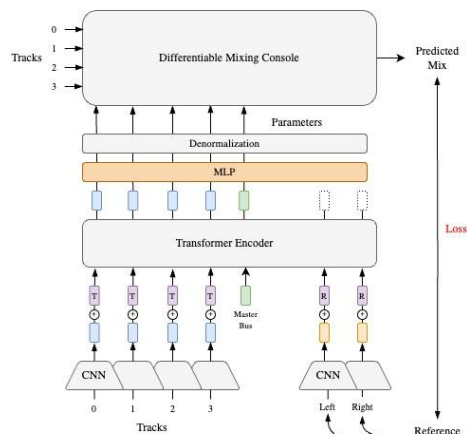 0
1
Tracks
2
3
Differentiable Mixing Console
Predicted
Mix
Parameters
Denormalization
MLP
Loss
Transformer Encoder
T T T T R R
+ + + + + +
Master
Bus
CNN CNN
0 1 2 3 Left Right
Tracks
Reference